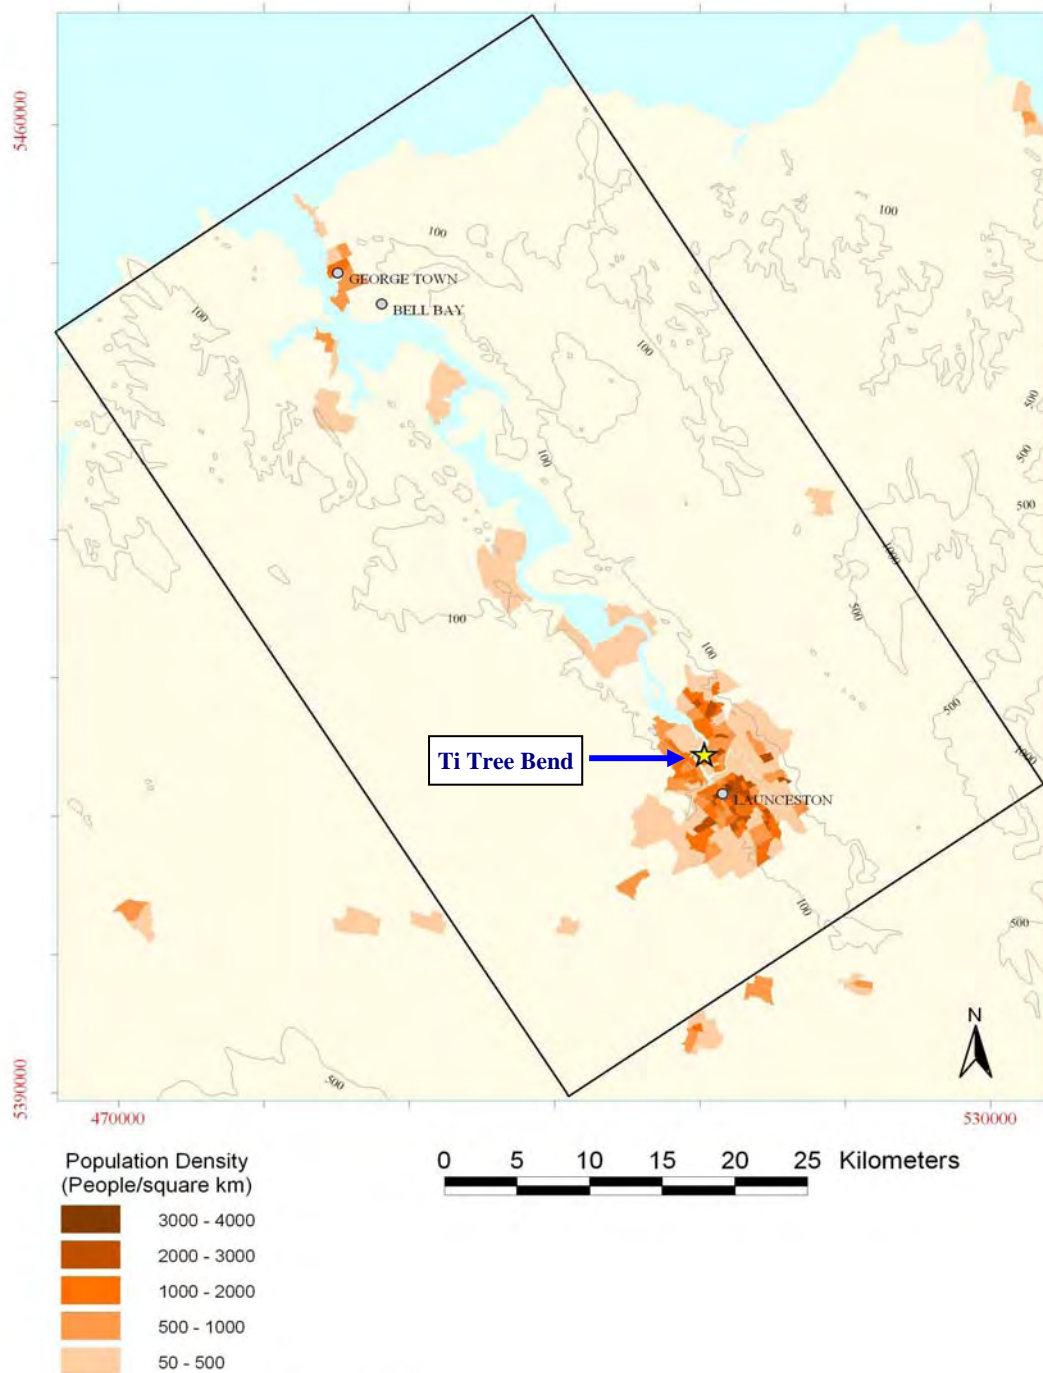 5460000
100
100
GEORGE TOWN
BELL BAY
100
100
500
100
500
500
1000
500
100
100
500
1000
Ti Tree Bend
LAUNCESTON
100
500
N
500
5390000
470000
530000
Population Density
(People/square km)
0 5 10 15 20 25 Kilometers
3000 - 4000
2000 - 3000
1000 - 2000
500 - 1000
50 - 500